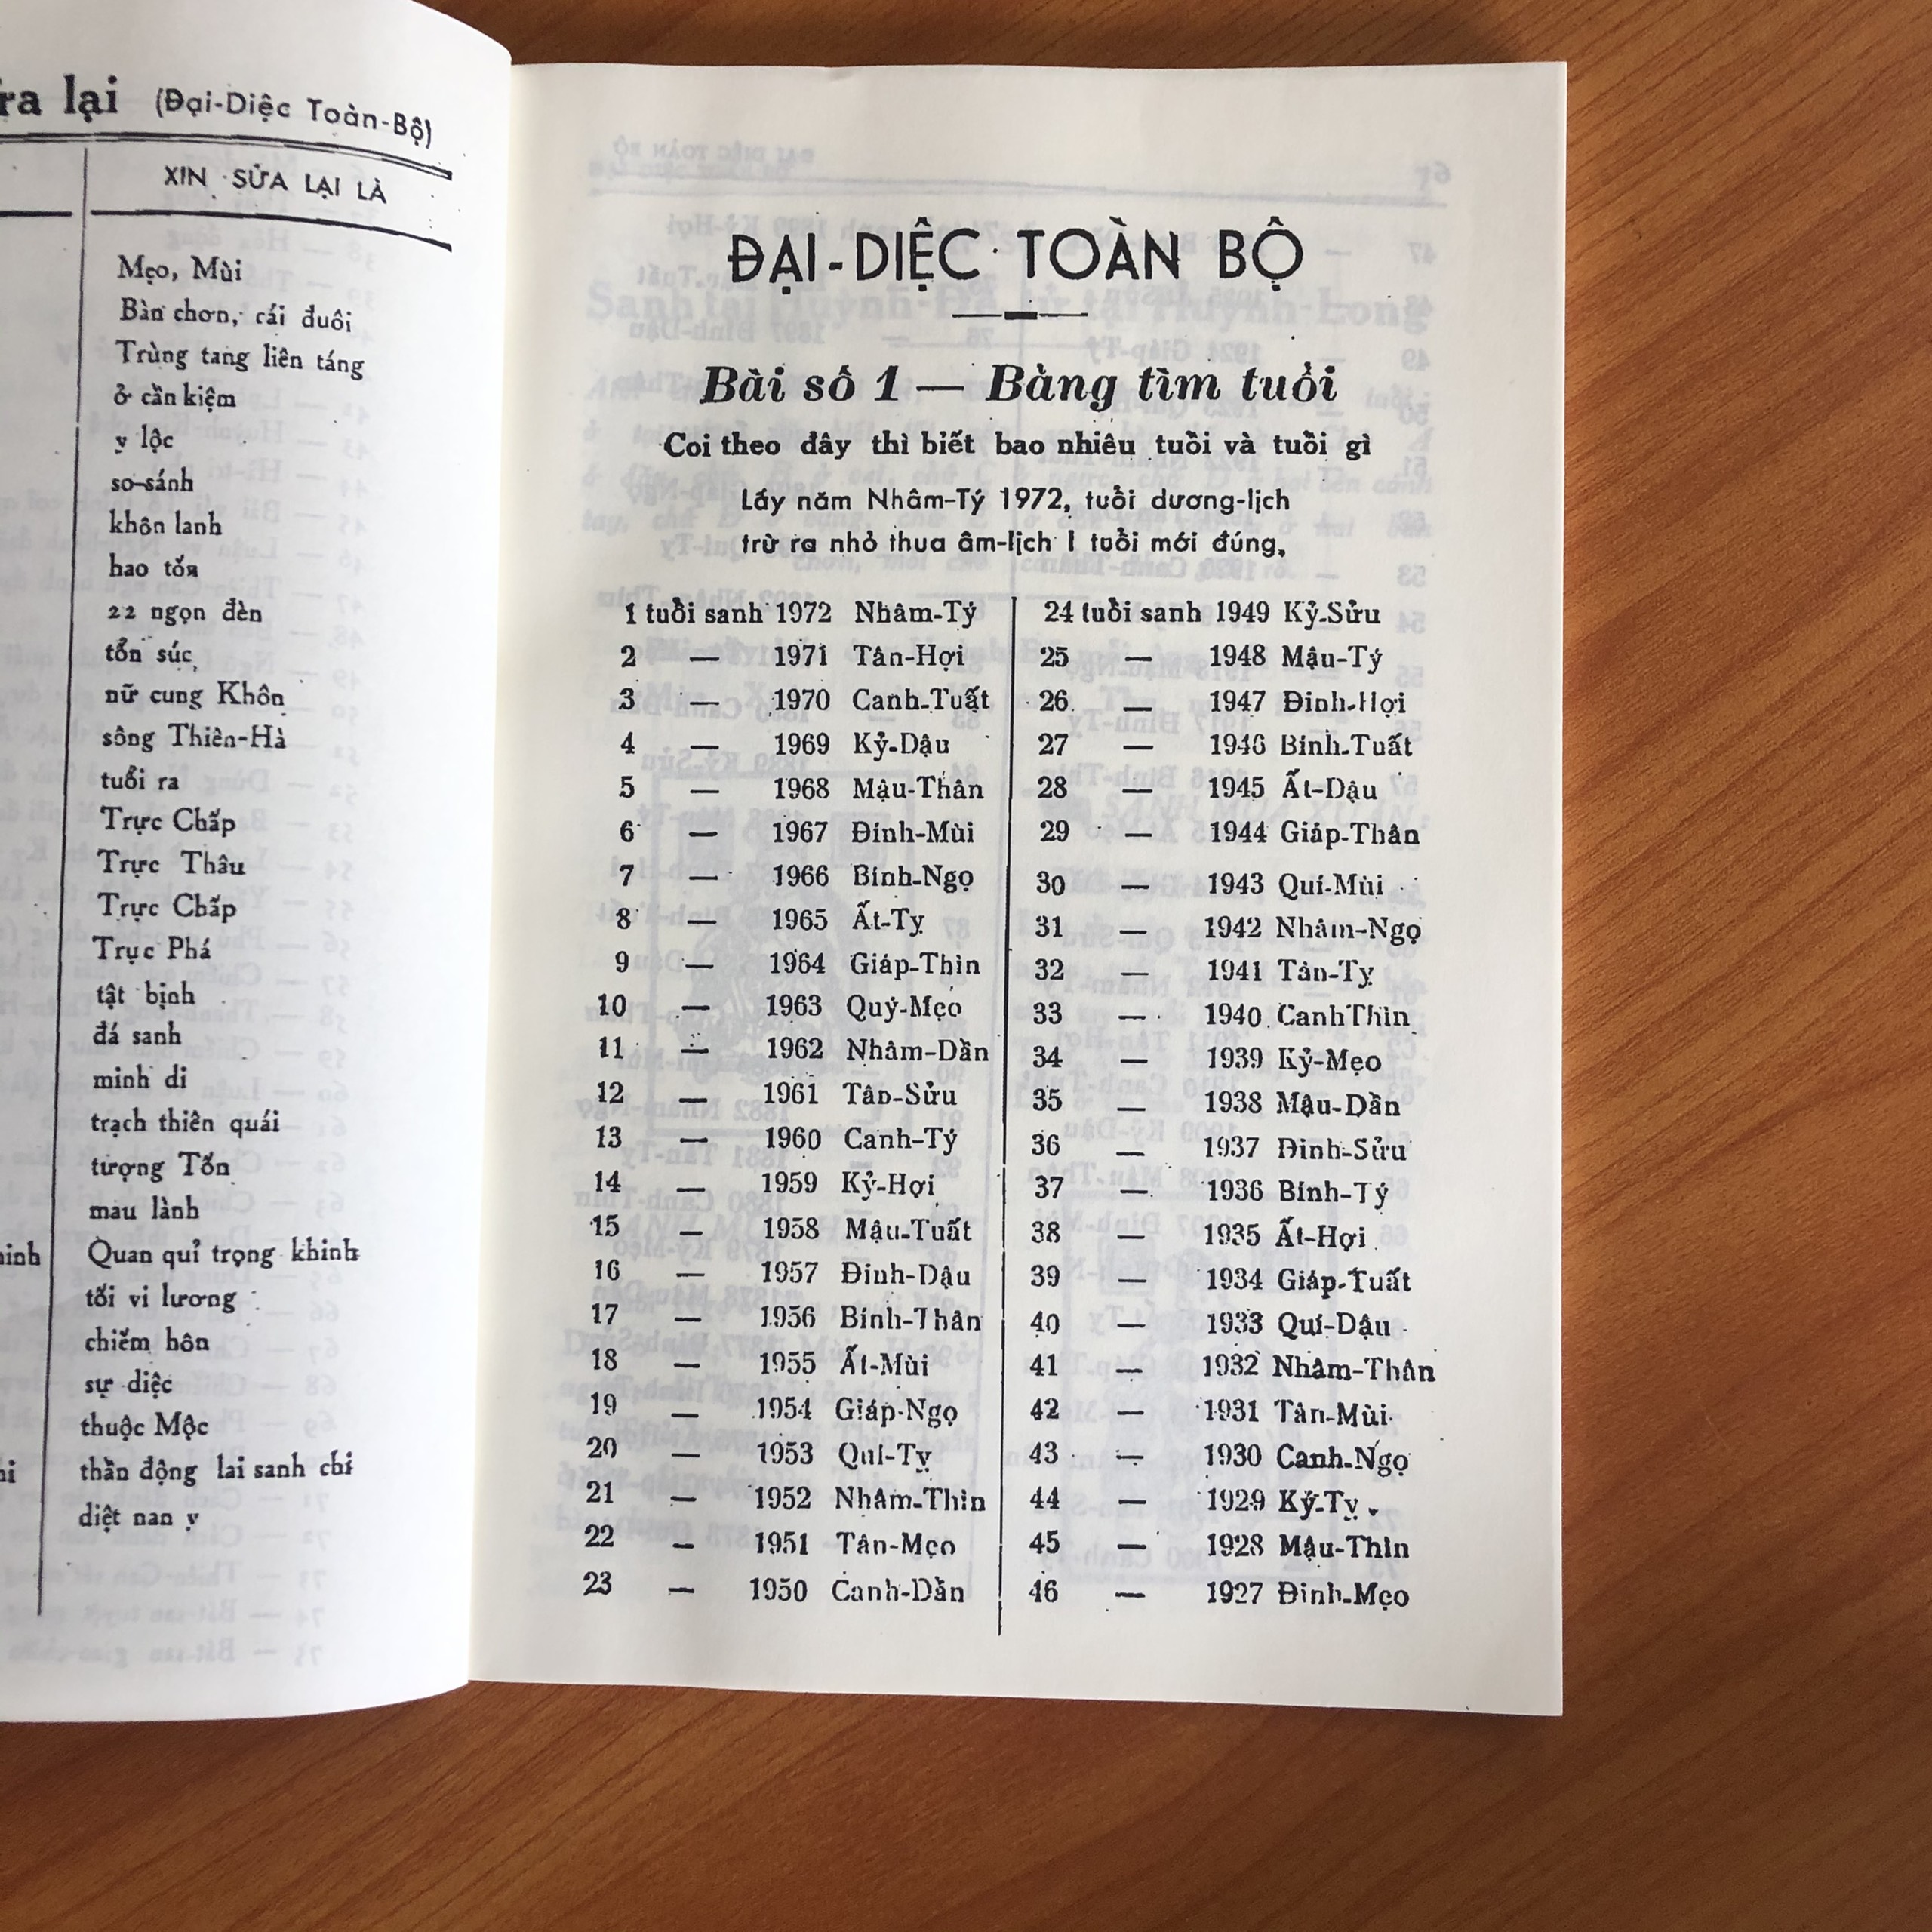 ra lại (Đại-Diệc Toàn-Bộ)
XIN SỬA LẠI LÀ
Mẹo, Mùi
Bàn chơn, cái đuôi
Trùng tang liên táng
ở cần kiệm
y lộc
so-sánh
khôn lanh
hao tốn
22 ngọn đèn
tổn súc
nữ cung Khôn
sông Thiên-Hà
tuổi ra
Trực Chấp
Trực Thâu
Trực Chấp
Trực Phá
tật bịnh
đá sanh
minh di
trạch thiên quái
tượng Tốn
mau lành
Quan quỉ trọng khinh
tối vi lương
chiếm hôn
sự diệc
thuộc Mộc
thần động lai sanh chí
diệt nan y
ĐẠI-DIỆC TOÀN BỘ
Bài số 1 — Bảng tìm tuổi
Coi theo đây thì biết bao nhiêu tuổi và tuổi gì
Lấy năm Nhâm-Tý 1972, tuổi dương-lịch
trừ ra nhỏ thua âm-lịch 1 tuổi mới đúng.
1 tuổi sanh 1972 Nhâm-Tý
2 — 1971 Tân-Hợi
3 — 1970 Canh-Tuất
4 — 1969 Kỷ-Dậu
5 — 1968 Mậu-Thân
6 — 1967 Đinh-Mùi
7 — 1966 Bính-Ngọ
8 — 1965 Ất-Tỵ
9 — 1964 Giáp-Thìn
10 — 1963 Quý-Mẹo
11 — 1962 Nhâm-Dần
12 — 1961 Tân-Sửu
13 — 1960 Canh-Tý
14 — 1959 Kỷ-Hợi
15 — 1958 Mậu-Tuất
16 — 1957 Đinh-Dậu
17 — 1956 Bính-Thân
18 — 1955 Ất-Mùi
19 — 1954 Giáp-Ngọ
20 — 1953 Quí-Tỵ
21 — 1952 Nhâm-Thìn
22 — 1951 Tân-Mẹo
23 — 1950 Canh-Dần
24 tuổi sanh 1949 Kỷ-Sửu
25 — 1948 Mậu-Tý
26 — 1947 Đinh-Hợi
27 — 1946 Bính-Tuất
28 — 1945 Ất-Dậu
29 — 1944 Giáp-Thân
30 — 1943 Quí-Mùi
31 — 1942 Nhâm-Ngọ
32 — 1941 Tân-Tỵ
33 — 1940 Canh Thìn
34 — 1939 Kỷ-Mẹo
35 — 1938 Mậu-Dần
36 — 1937 Đinh-Sửu
37 — 1936 Bính-Tý
38 — 1935 Ất-Hợi
39 — 1934 Giáp-Tuất
40 — 1933 Quí-Dậu
41 — 1932 Nhâm-Thân
42 — 1931 Tân-Mùi
43 — 1930 Canh-Ngọ
44 — 1929 Kỷ-Tỵ
45 — 1928 Mậu-Thìn
46 — 1927 Đinh-Mẹo